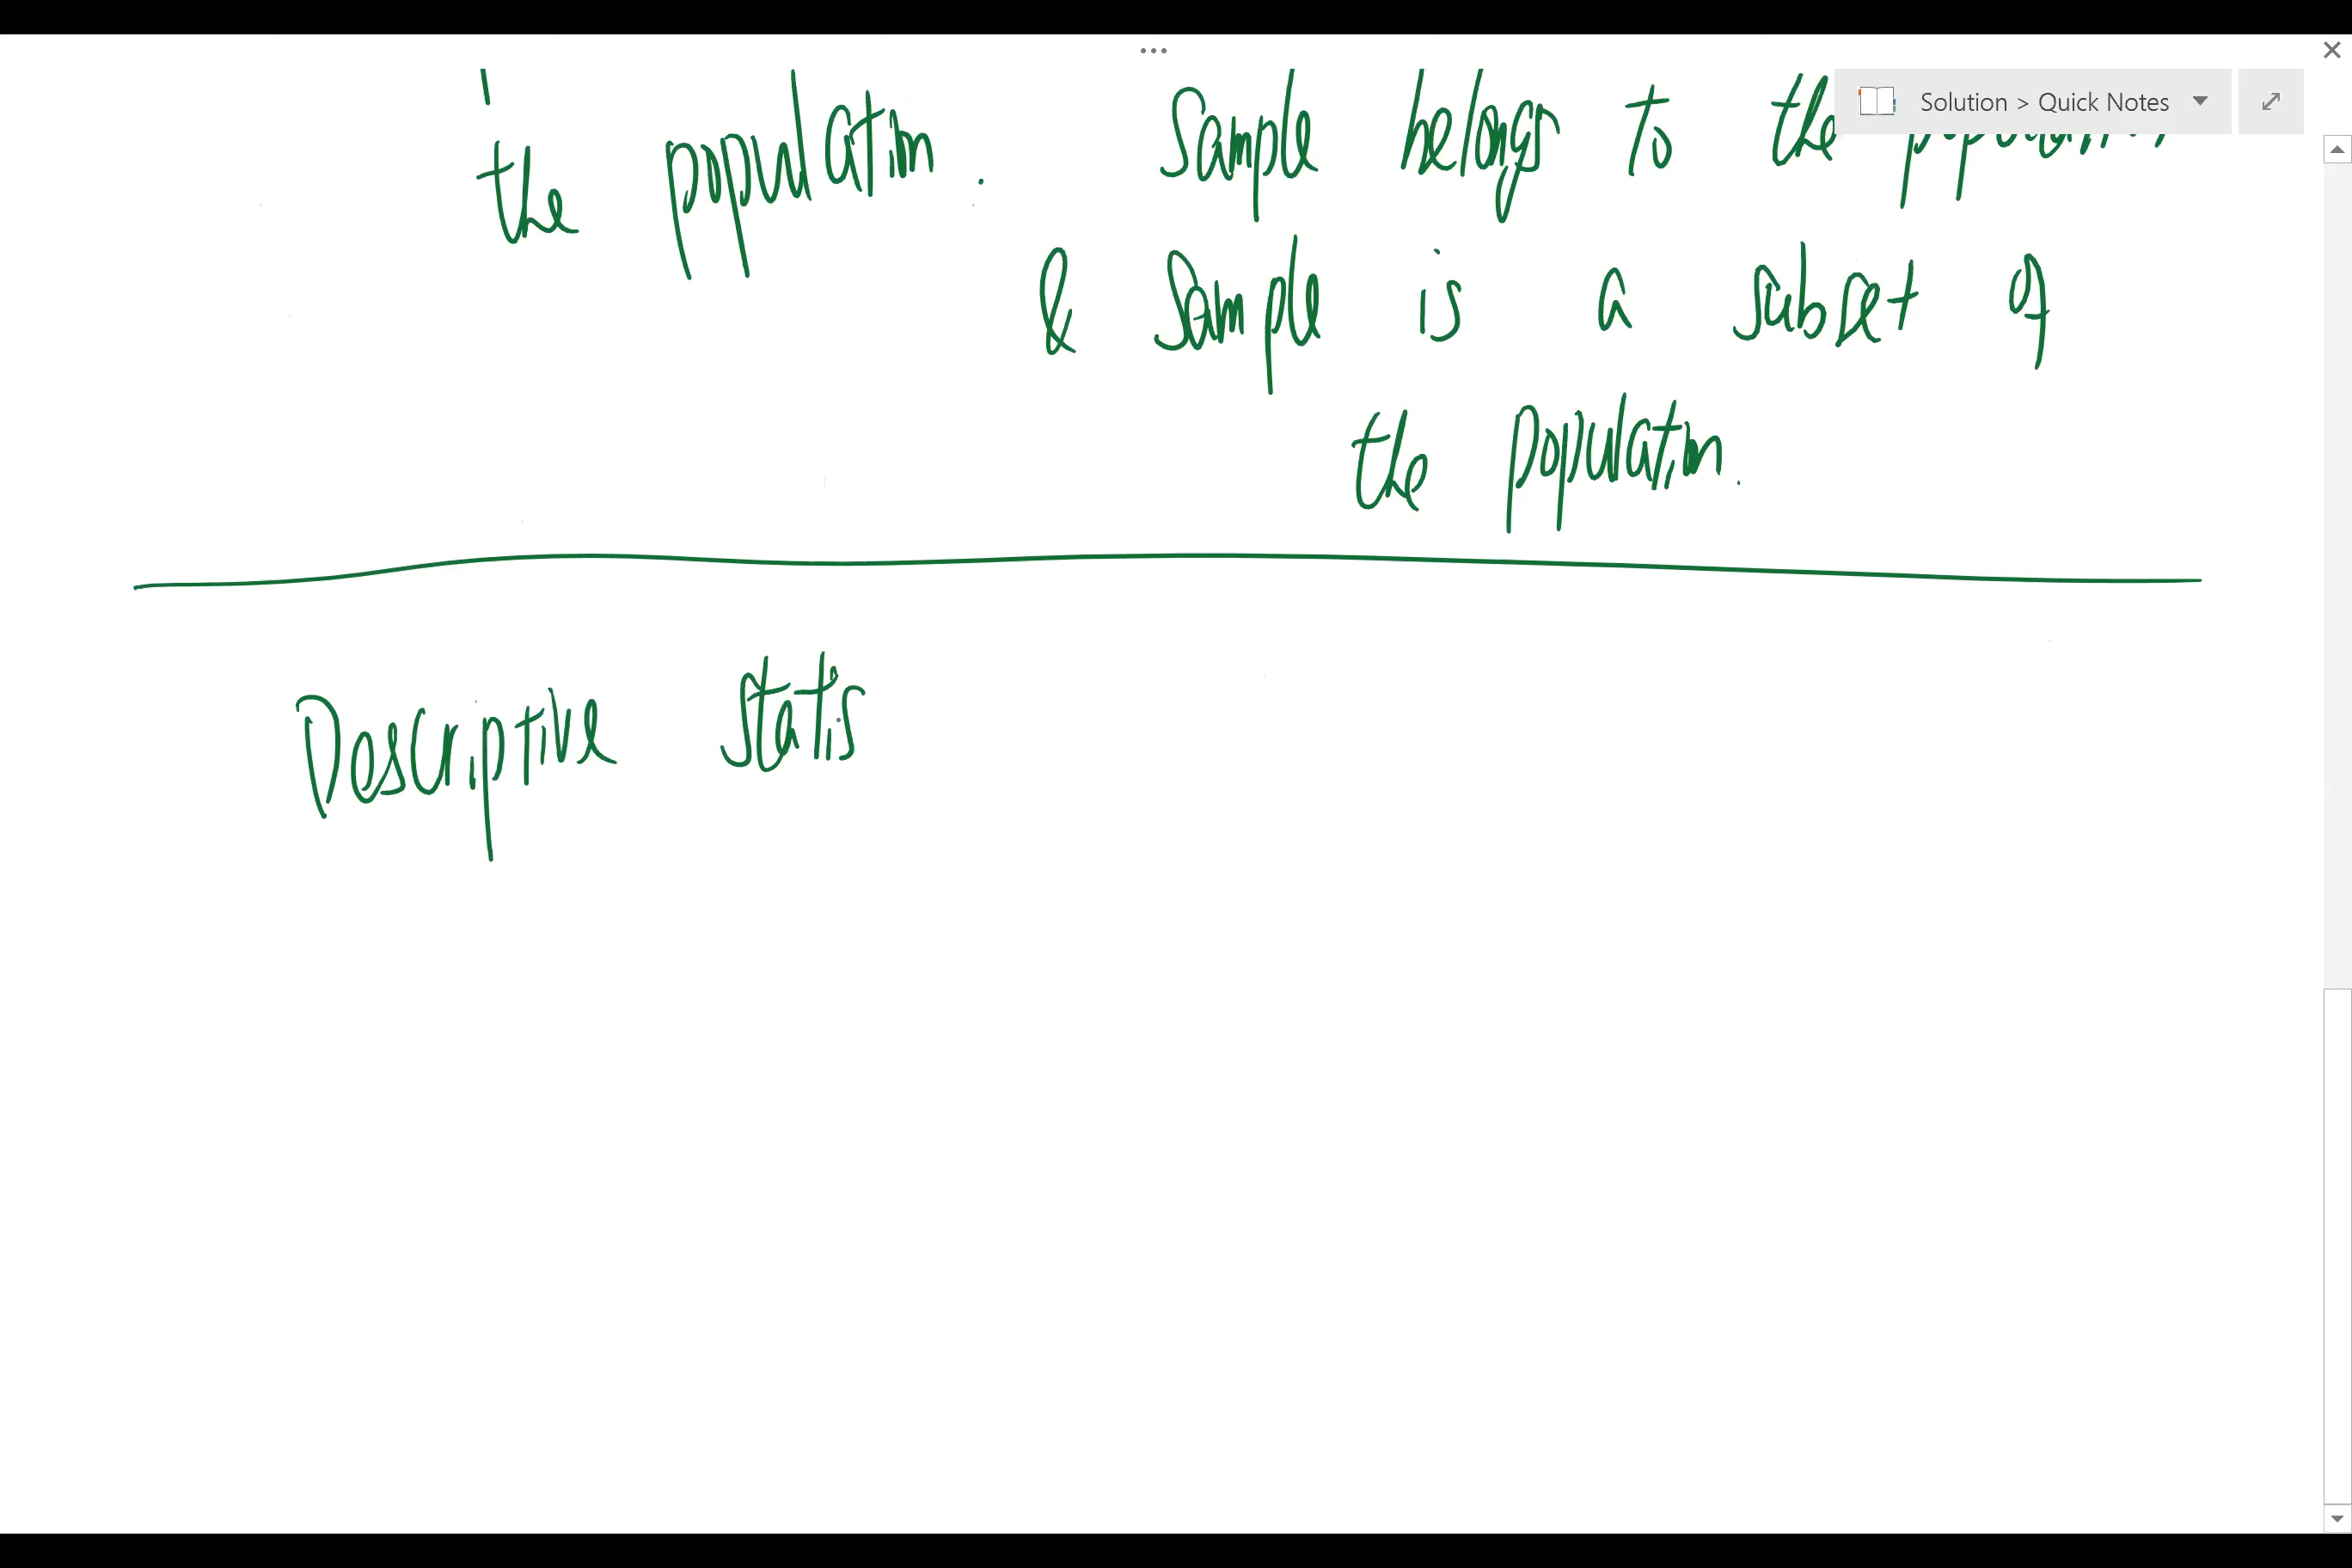 Solution > Quick Notes
the population. Sample belongs to the
& Sample is a subset of
the population.
Descriptive Statis